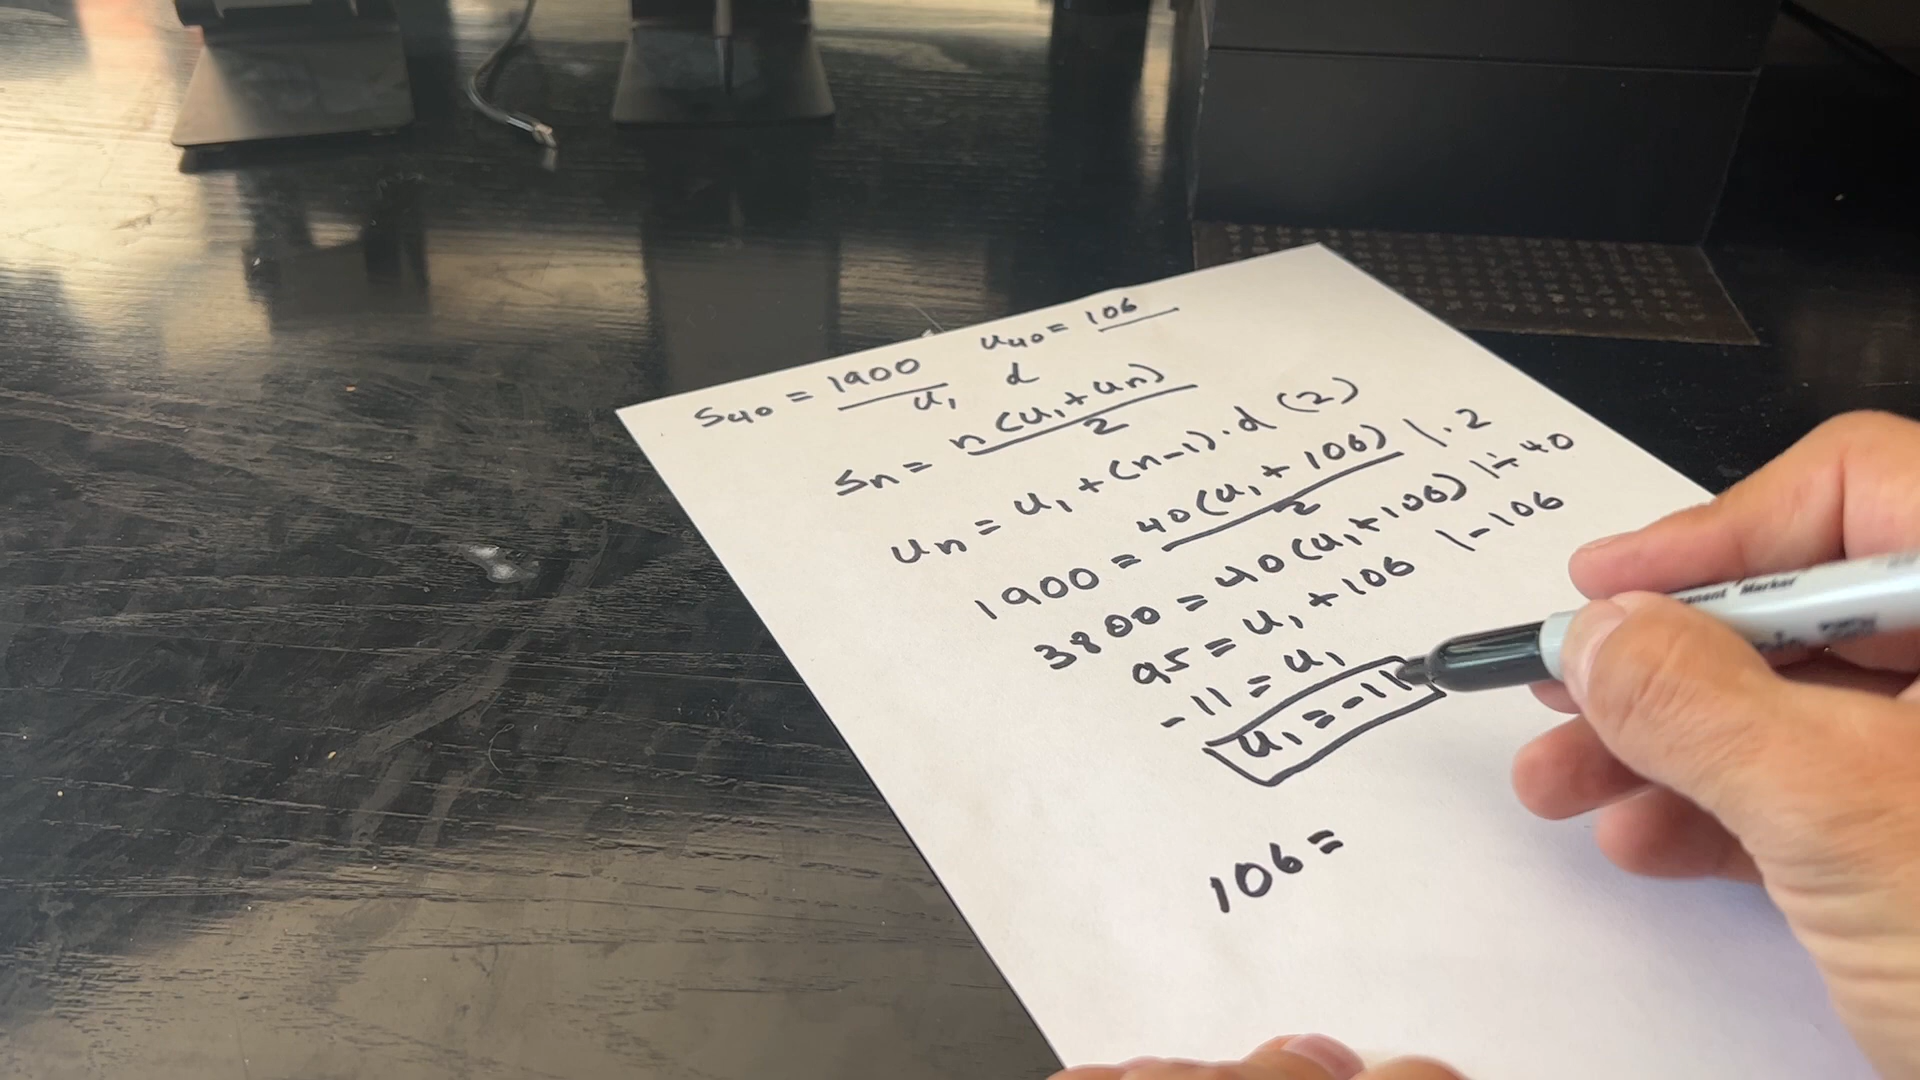 S₄₀ = 1900 u₄₀ = 106
u₁ d
Sn = n(u₁+un)/2
un = u₁ + (n-1)·d (2)
1900 = 40(u₁+106)/2 |·2
3800 = 40(u₁+106) |÷40
95 = u₁ + 106 |-106
-11 = u₁
u₁ = -11
106 =
Marker